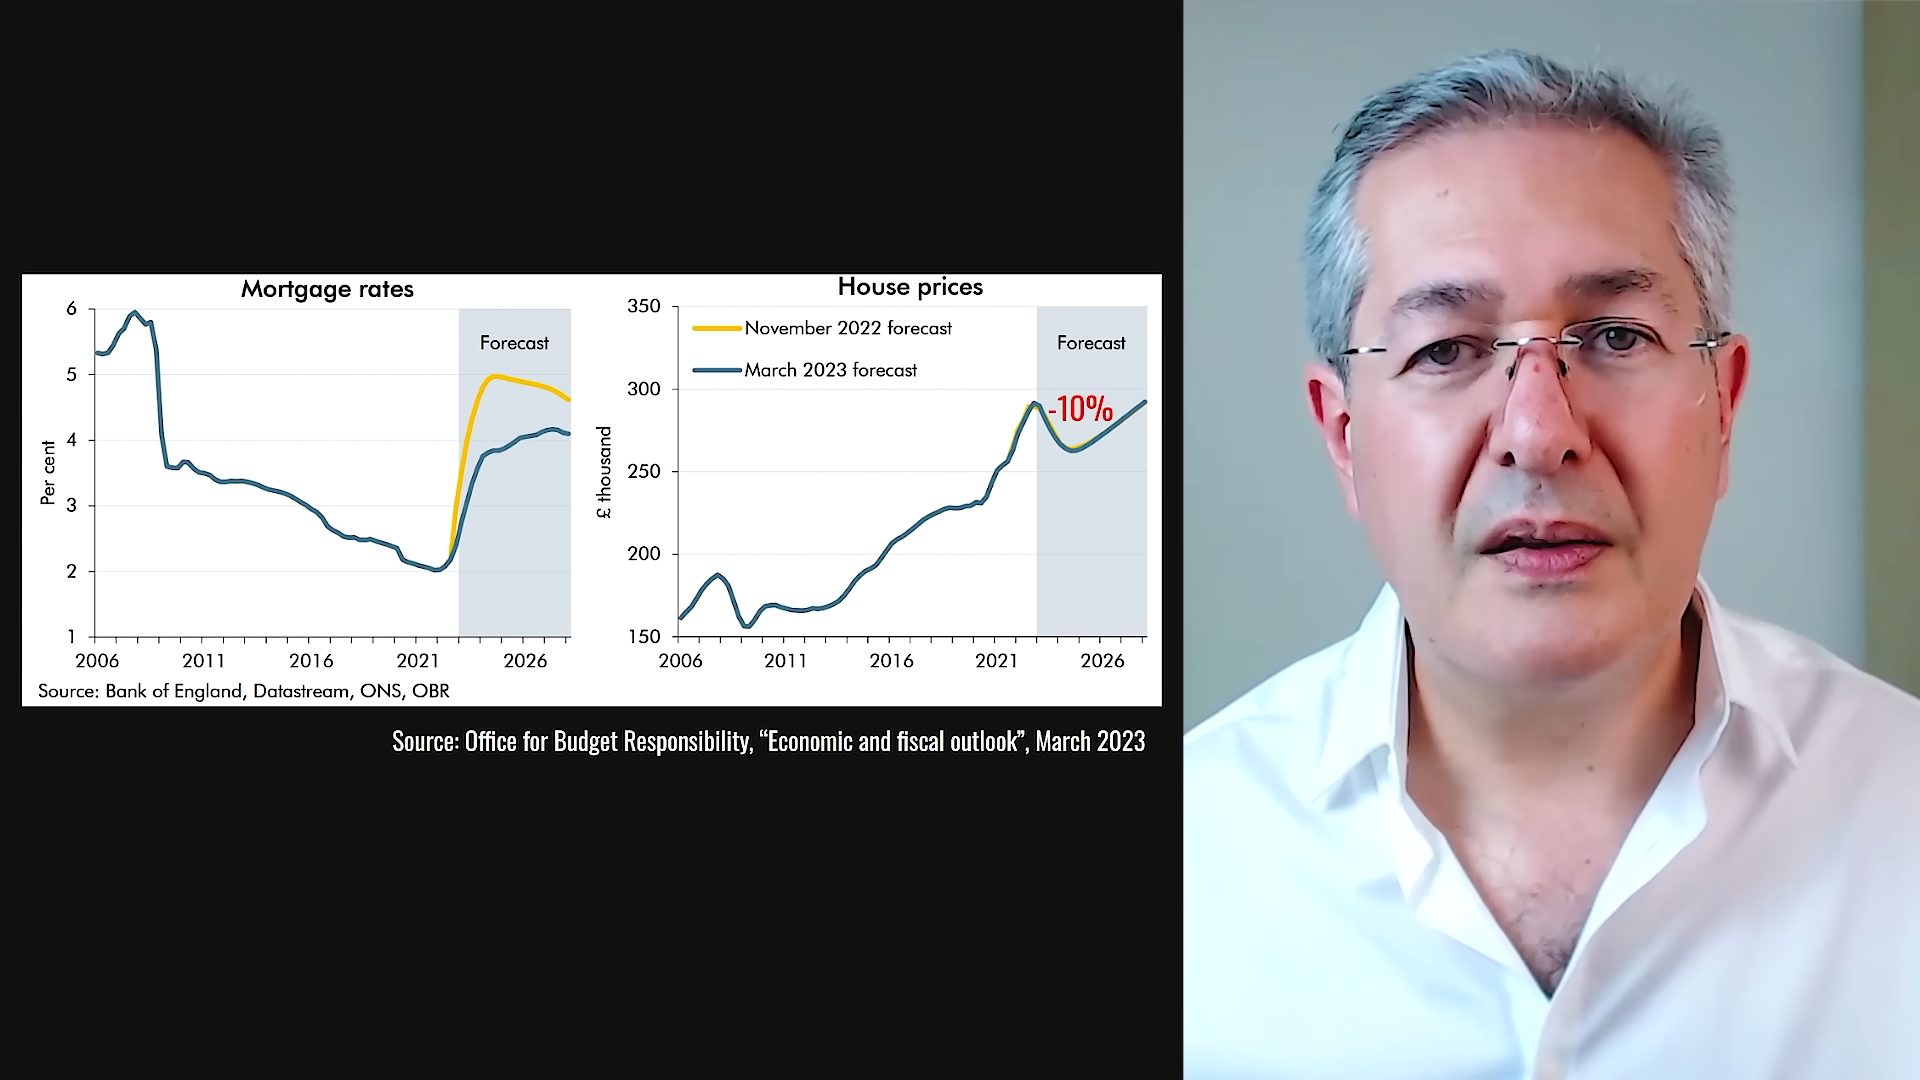 Mortgage rates
6
5
4
3
2
1
Per cent
Forecast
2006 2011 2016 2021 2026
Source: Bank of England, Datastream, ONS, OBR
House prices
350
300
250
200
150
£ thousand
November 2022 forecast
March 2023 forecast
Forecast
-10%
2006 2011 2016 2021 2026
Source: Office for Budget Responsibility, “Economic and fiscal outlook”, March 2023